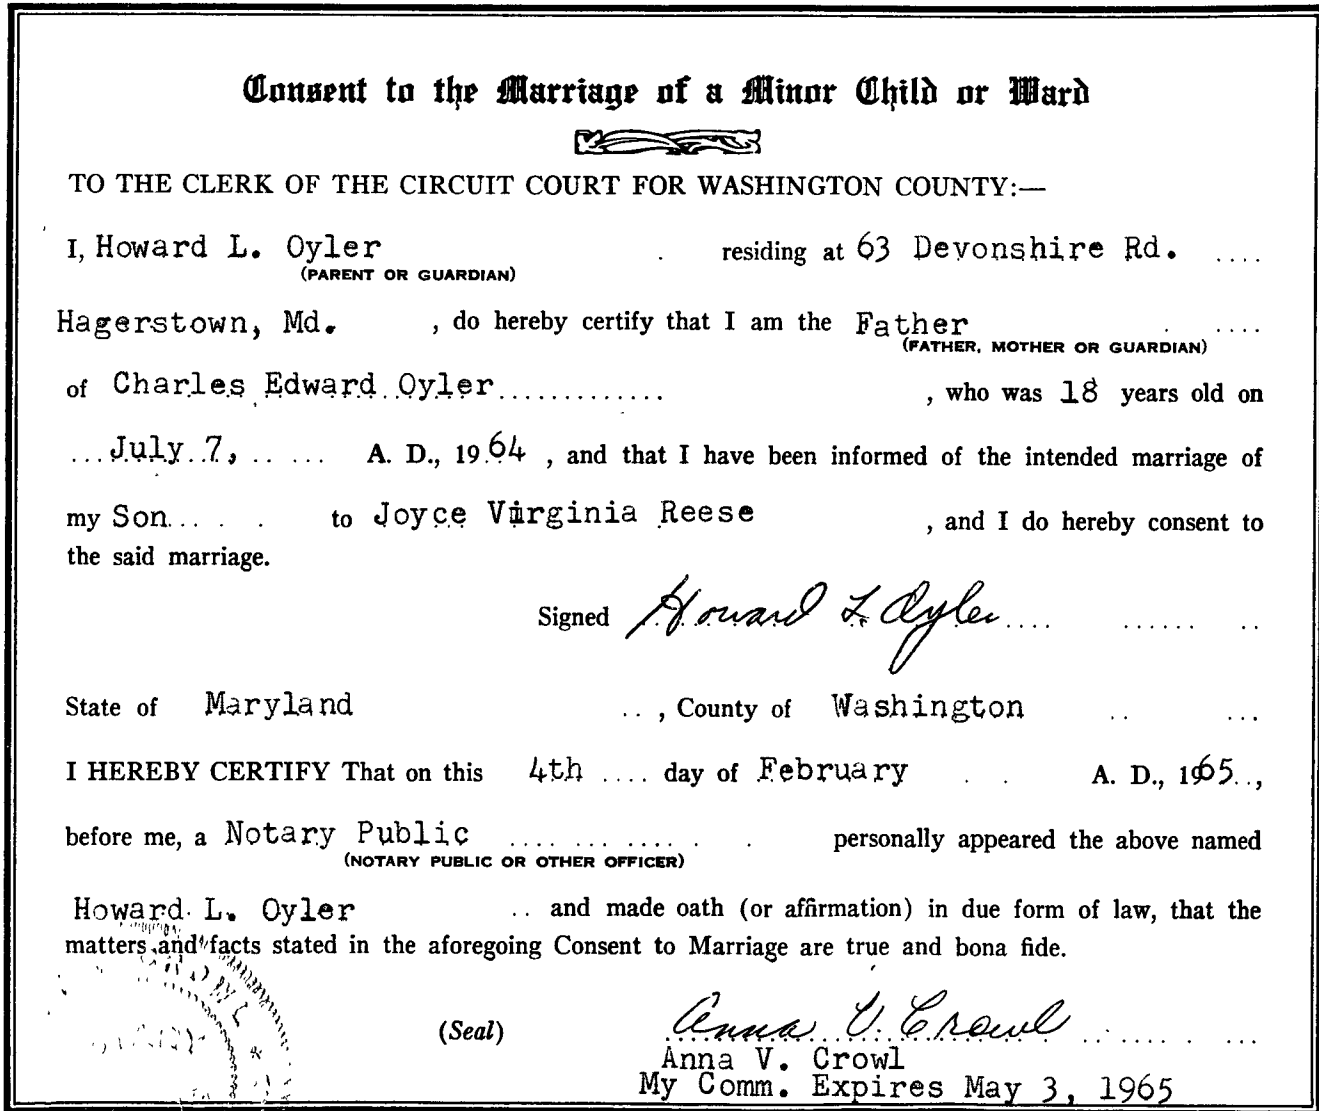 Consent to the Marriage of a Minor Child or Ward
TO THE CLERK OF THE CIRCUIT COURT FOR WASHINGTON COUNTY:—
I, Howard L. Oyler residing at 63 Devonshire Rd.
(PARENT OR GUARDIAN)
Hagerstown, Md. , do hereby certify that I am the Father
(FATHER, MOTHER OR GUARDIAN)
of Charles Edward Oyler , who was 18 years old on
July 7, A. D., 1964 , and that I have been informed of the intended marriage of
my Son to Joyce Virginia Reese , and I do hereby consent to
the said marriage.
Signed Howard L. Oyler
State of Maryland , County of Washington
I HEREBY CERTIFY That on this 4th day of February A. D., 1965 ,
before me, a Notary Public personally appeared the above named
(NOTARY PUBLIC OR OTHER OFFICER)
Howard L. Oyler and made oath (or affirmation) in due form of law, that the
matters and facts stated in the aforegoing Consent to Marriage are true and bona fide.
(Seal) Anna V. Crowl
Anna V. Crowl
My Comm. Expires May 3, 1965